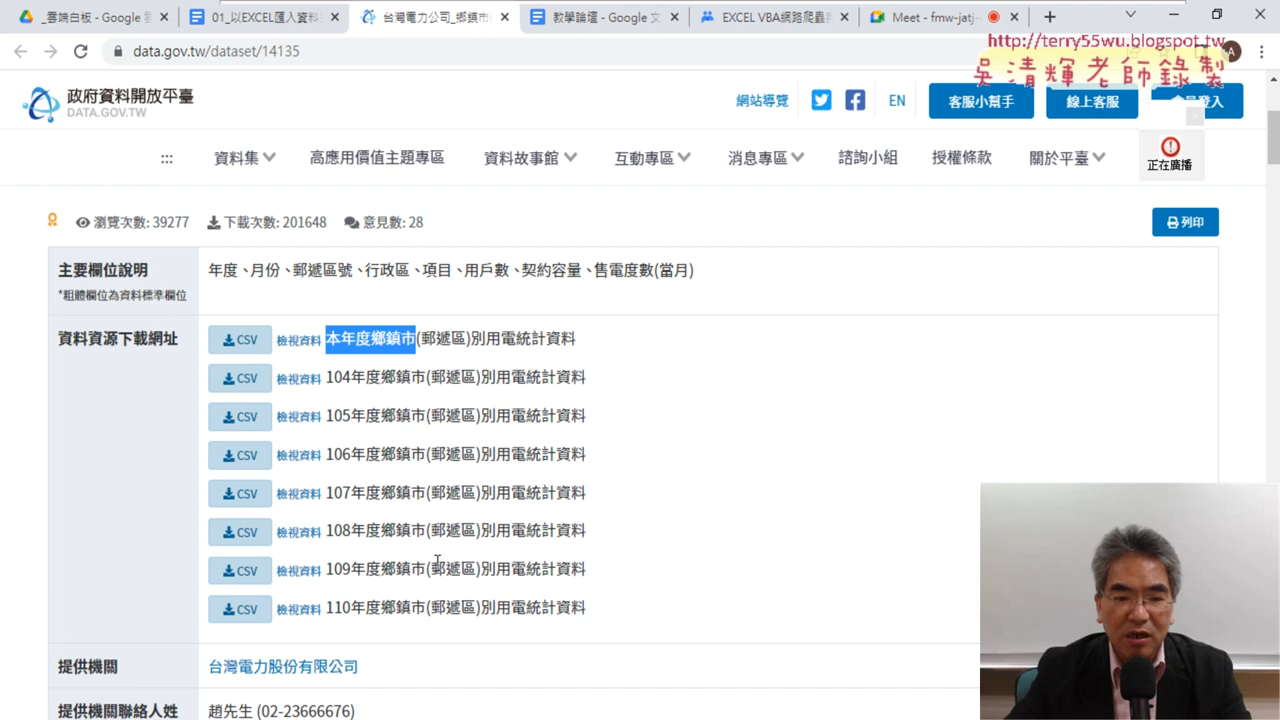 _雲端白板 - Google 雲
01_以EXCEL匯入資料
台灣電力公司_鄉鎮市
教學論壇 - Google 文
EXCEL VBA網路爬蟲
Meet - fmw-jatj-
data.gov.tw/dataset/14135
A
http://terry55wu.blogspot.tw
吳清輝老師錄製
政府資料開放平臺
DATA.GOV.TW
網站導覽
EN
客服小幫手
線上客服
員登入
:::
資料集
高應用價值主題專區
資料故事館
互動專區
消息專區
諮詢小組
授權條款
關於平臺
正在廣播
瀏覽次數: 39277
下載次數: 201648
意見數: 28
列印
主要欄位說明
*粗體欄位為資料標準欄位
年度、月份、郵遞區號、行政區、項目、用戶數、契約容量、售電度數(當月)
資料資源下載網址
CSV 檢視資料 本年度鄉鎮市(郵遞區)別用電統計資料
CSV 檢視資料 104年度鄉鎮市(郵遞區)別用電統計資料
CSV 檢視資料 105年度鄉鎮市(郵遞區)別用電統計資料
CSV 檢視資料 106年度鄉鎮市(郵遞區)別用電統計資料
CSV 檢視資料 107年度鄉鎮市(郵遞區)別用電統計資料
CSV 檢視資料 108年度鄉鎮市(郵遞區)別用電統計資料
CSV 檢視資料 109年度鄉鎮市(郵遞區)別用電統計資料
CSV 檢視資料 110年度鄉鎮市(郵遞區)別用電統計資料
提供機關
台灣電力股份有限公司
提供機關聯絡人姓
趙先生 (02-23666676)